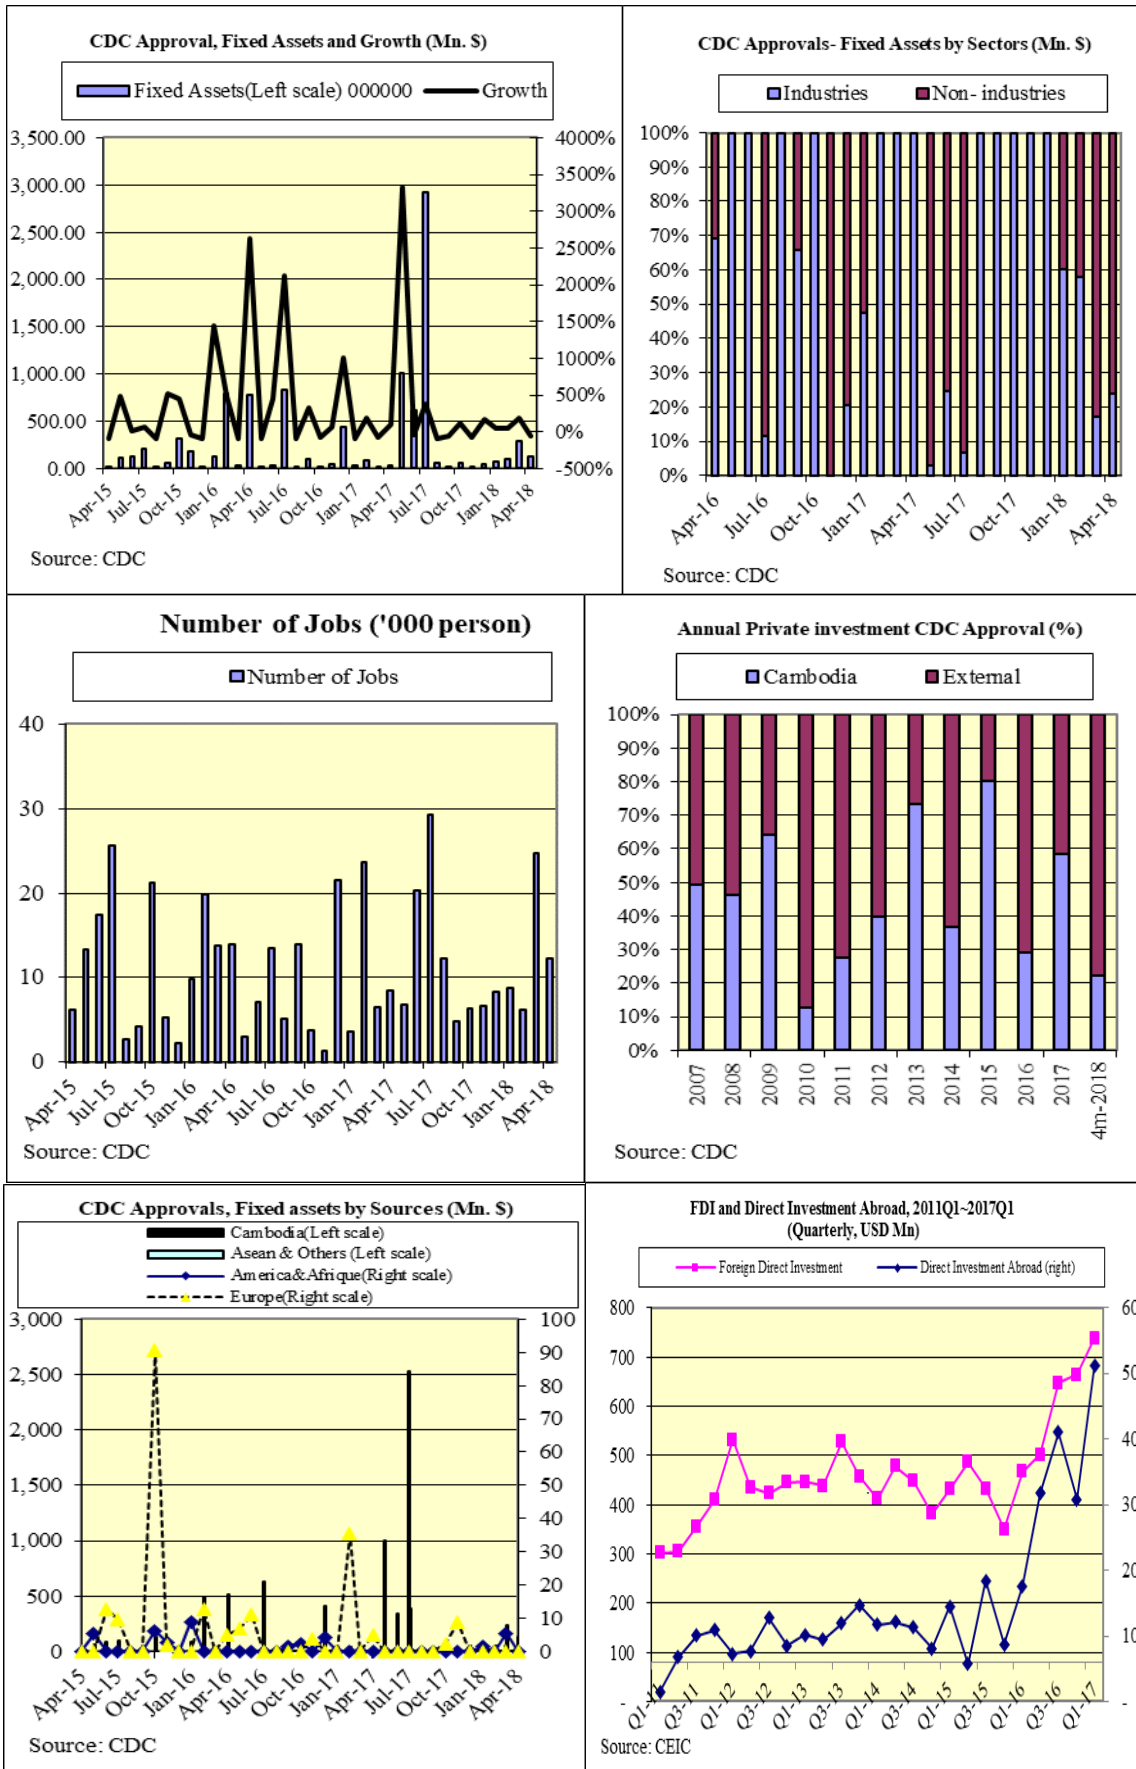 CDC Approval, Fixed Assets and Growth (Mn. $)
Fixed Assets(Left scale) 000000
Growth
3,500.00
3,000.00
2,500.00
2,000.00
1,500.00
1,000.00
500.00
0.00
4000%
3500%
3000%
2500%
2000%
1500%
1000%
500%
0%
-500%
Apr-15
Jul-15
Oct-15
Jan-16
Apr-16
Jul-16
Oct-16
Jan-17
Apr-17
Jul-17
Oct-17
Jan-18
Apr-18
Source: CDC
CDC Approvals- Fixed Assets by Sectors (Mn. $)
Industries
Non- industries
100%
90%
80%
70%
60%
50%
40%
30%
20%
10%
0%
Apr-16
Jul-16
Oct-16
Jan-17
Apr-17
Jul-17
Oct-17
Jan-18
Apr-18
Source: CDC
Number of Jobs ('000 person)
Number of Jobs
40
30
20
10
0
Apr-15
Jul-15
Oct-15
Jan-16
Apr-16
Jul-16
Oct-16
Jan-17
Apr-17
Jul-17
Oct-17
Jan-18
Apr-18
Source: CDC
Annual Private investment CDC Approval (%)
Cambodia
External
100%
90%
80%
70%
60%
50%
40%
30%
20%
10%
0%
2007
2008
2009
2010
2011
2012
2013
2014
2015
2016
2017
4m-2018
Source: CDC
CDC Approvals, Fixed assets by Sources (Mn. $)
Cambodia(Left scale)
Asean & Others (Left scale)
America&Afrique(Right scale)
Europe(Right scale)
3,000
2,500
2,000
1,500
1,000
500
0
100
90
80
70
60
50
40
30
20
10
0
Apr-15
Jul-15
Oct-15
Jan-16
Apr-16
Jul-16
Oct-16
Jan-17
Apr-17
Jul-17
Oct-17
Jan-18
Apr-18
Source: CDC
FDI and Direct Investment Abroad, 2011Q1~2017Q1
(Quarterly, USD Mn)
Foreign Direct Investment
Direct Investment Abroad (right)
800
700
600
500
400
300
200
100
-
60
50
40
30
20
10
-
Q1-11
Q3-11
Q1-12
Q3-12
Q1-13
Q3-13
Q1-14
Q3-14
Q1-15
Q3-15
Q1-16
Q3-16
Q1-17
Source: CEIC